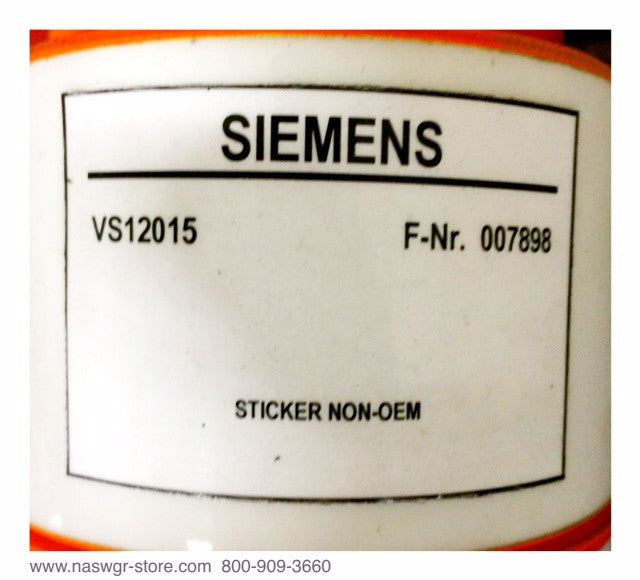 SIEMENS
VS12015 F-Nr. 007898
STICKER NON-OEM
www.naswgr-store.com 800-909-3660